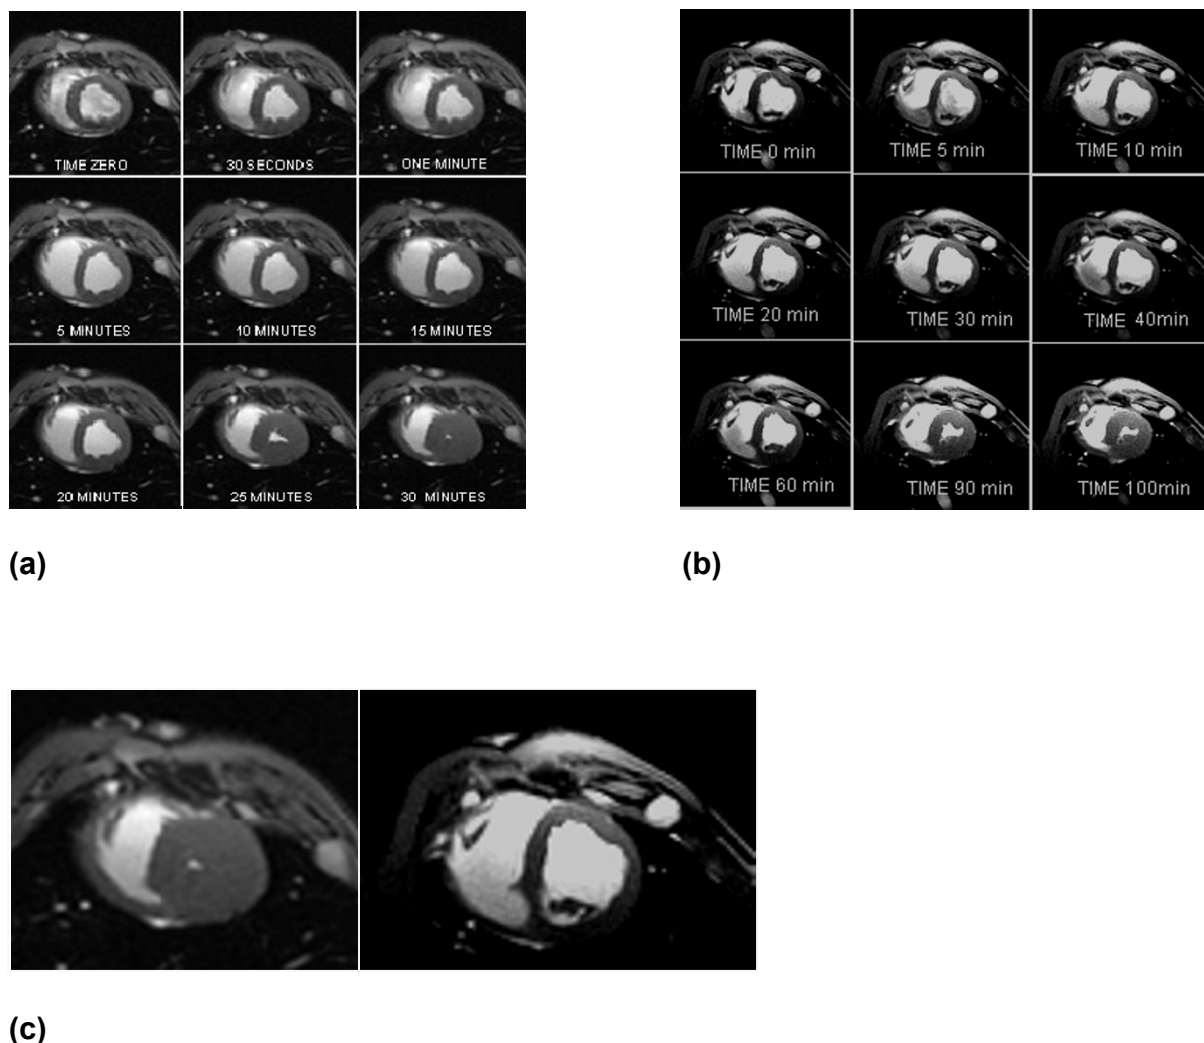 TIME ZERO
30 SECONDS
ONE MINUTE
5 MINUTES
10 MINUTES
15 MINUTES
20 MINUTES
25 MINUTES
30 MINUTES
(a)
TIME 0 min
TIME 5 min
TIME 10 min
TIME 20 min
TIME 30 min
TIME 40min
TIME 60 min
TIME 90 min
TIME 100min
(b)
(c)